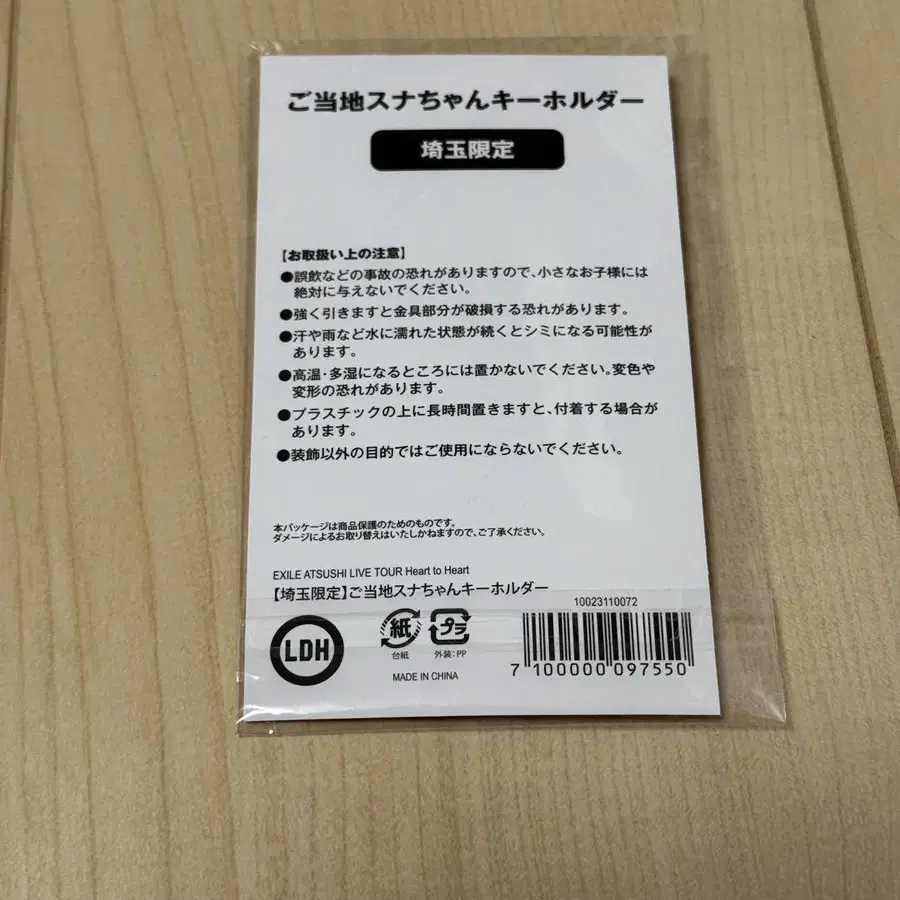 ご当地スナちゃんキーホルダー
埼玉限定
【お取扱い上の注意】
●誤飲などの事故の恐れがありますので、小さなお子様には
絶対に与えないでください。
●強く引きますと金具部分が破損する恐れがあります。
●汗や雨など水に濡れた状態が続くとシミになる可能性が
あります。
●高温・多湿になるところには置かないでください。変色や
変形の恐れがあります。
●プラスチックの上に長時間置きますと、付着する場合が
あります。
●装飾以外の目的ではご使用にならないでください。
本パッケージは商品保護のためのものです。
ダメージによるお取り替えはいたしかねますので、ご了承ください。
EXILE ATSUSHI LIVE TOUR Heart to Heart
【埼玉限定】ご当地スナちゃんキーホルダー
10023110072
LDH
紙
プラ
台紙
外装:PP
MADE IN CHINA
7 100000 097550